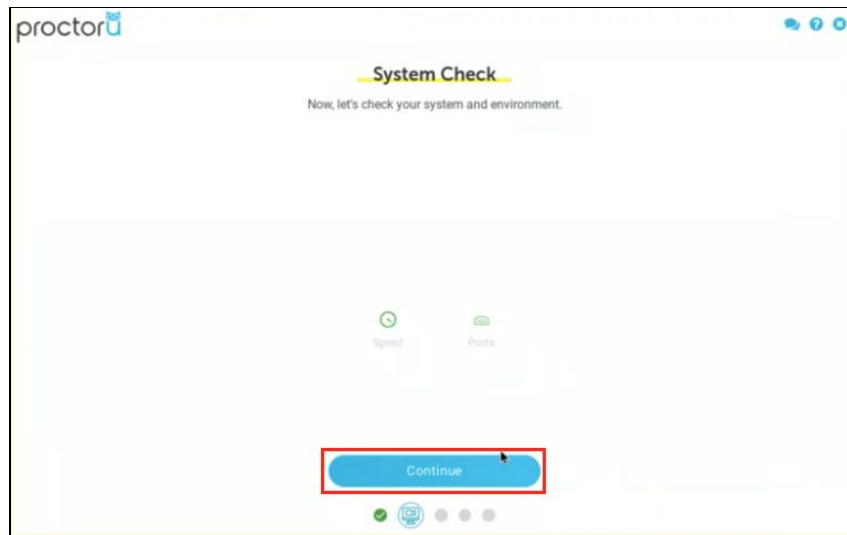 proctoru
System Check
Now, let's check your system and environment.
Speed Ports
Continue